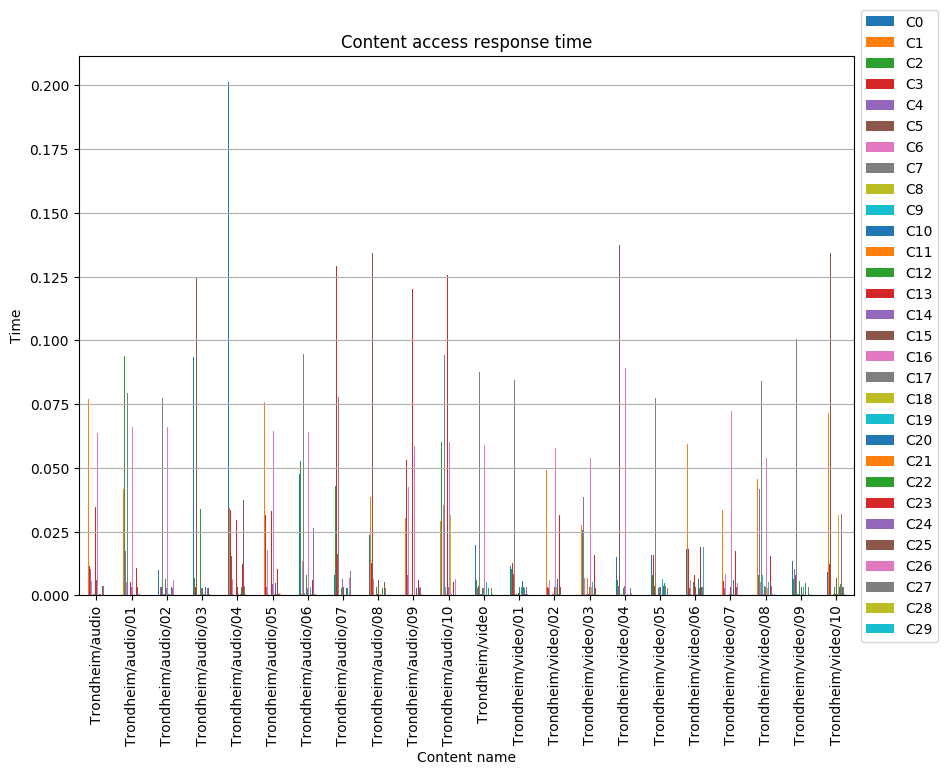 Content access response time
Time
0.200
0.175
0.150
0.125
0.100
0.075
0.050
0.025
0.000
Trondheim/audio
Trondheim/audio/01
Trondheim/audio/02
Trondheim/audio/03
Trondheim/audio/04
Trondheim/audio/05
Trondheim/audio/06
Trondheim/audio/07
Trondheim/audio/08
Trondheim/audio/09
Trondheim/audio/10
Trondheim/video
Trondheim/video/01
Trondheim/video/02
Trondheim/video/03
Trondheim/video/04
Trondheim/video/05
Trondheim/video/06
Trondheim/video/07
Trondheim/video/08
Trondheim/video/09
Trondheim/video/10
Content name
C0
C1
C2
C3
C4
C5
C6
C7
C8
C9
C10
C11
C12
C13
C14
C15
C16
C17
C18
C19
C20
C21
C22
C23
C24
C25
C26
C27
C28
C29